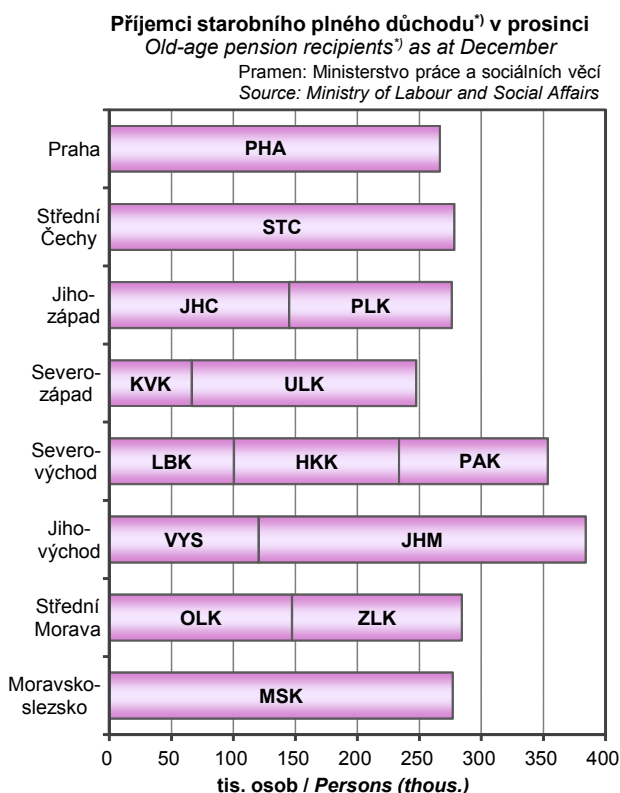 Příjemci starobního plného důchodu*) v prosinci
Old-age pension recipients*) as at December
Pramen: Ministerstvo práce a sociálních věcí
Source: Ministry of Labour and Social Affairs
Praha
PHA
Střední
Čechy
STC
Jiho-
západ
JHC PLK
Severo-
západ
KVK ULK
Severo-
východ
LBK HKK PAK
Jiho-
východ
VYS JHM
Střední
Morava
OLK ZLK
Moravsko-
slezsko
MSK
0 50 100 150 200 250 300 350 400
tis. osob / Persons (thous.)